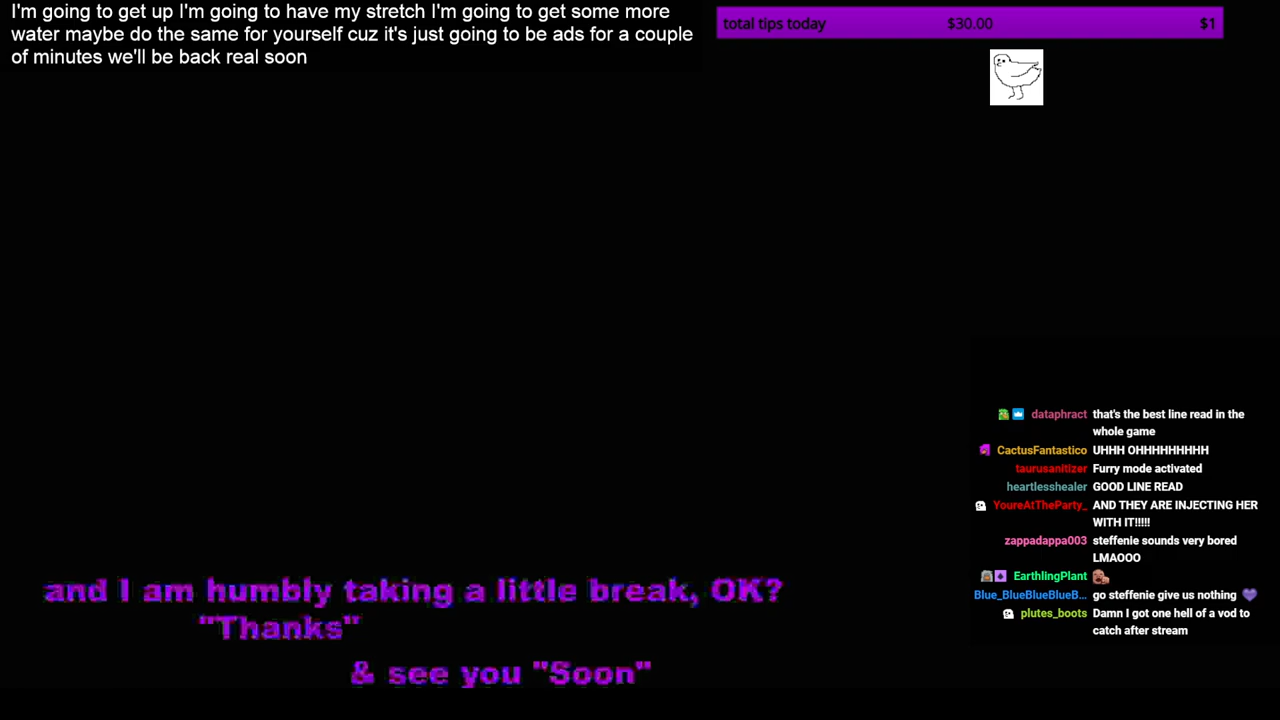 I'm going to get up I'm going to have my stretch I'm going to get some more
water maybe do the same for yourself cuz it's just going to be ads for a couple
of minutes we'll be back real soon
total tips today $30.00 $1
dataphract that's the best line read in the
whole game
CactusFantastico UHHH OHHHHHHHHH
taurusanitizer Furry mode activated
heartlesshealer GOOD LINE READ
YoureAtTheParty_ AND THEY ARE INJECTING HER
WITH IT!!!!!
zappadappa003 steffenie sounds very bored
LMAOOO
EarthlingPlant
Blue_BlueBlueBlueB... go steffenie give us nothing
plutes_boots Damn I got one hell of a vod to
catch after stream
and I am humbly taking a little break, OK?
"Thanks"
& see you "Soon"